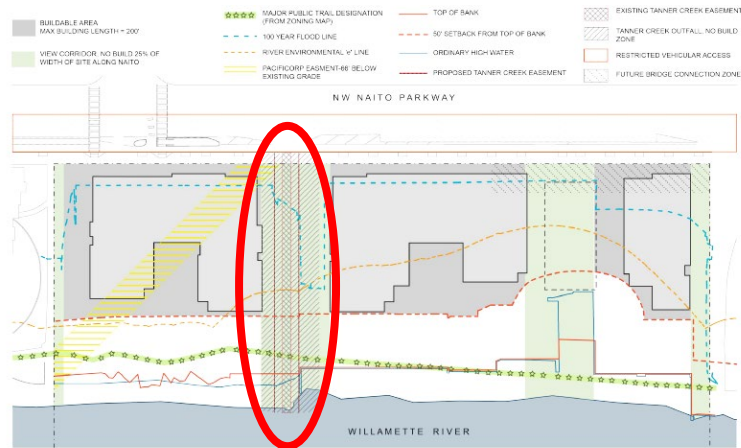 BUILDABLE AREA
MAX BUILDING LENGTH = 200'
VIEW CORRIDOR, NO BUILD 25% OF
WIDTH OF SITE ALONG NAITO
MAJOR PUBLIC TRAIL DESIGNATION
(FROM ZONING MAP)
100 YEAR FLOOD LINE
RIVER ENVIRONMENTAL 'e' LINE
PACIFICORP EASMENT-66' BELOW
EXISTING GRADE
TOP OF BANK
50' SETBACK FROM TOP OF BANK
ORDINARY HIGH WATER
PROPOSED TANNER CREEK EASEMENT
EXISTING TANNER CREEK EASEMENT
TANNER CREEK OUTFALL, NO BUILD
ZONE
RESTRICTED VEHICULAR ACCESS
FUTURE BRIDGE CONNECTION ZONE
NW NAITO PARKWAY
WILLAMETTE RIVER